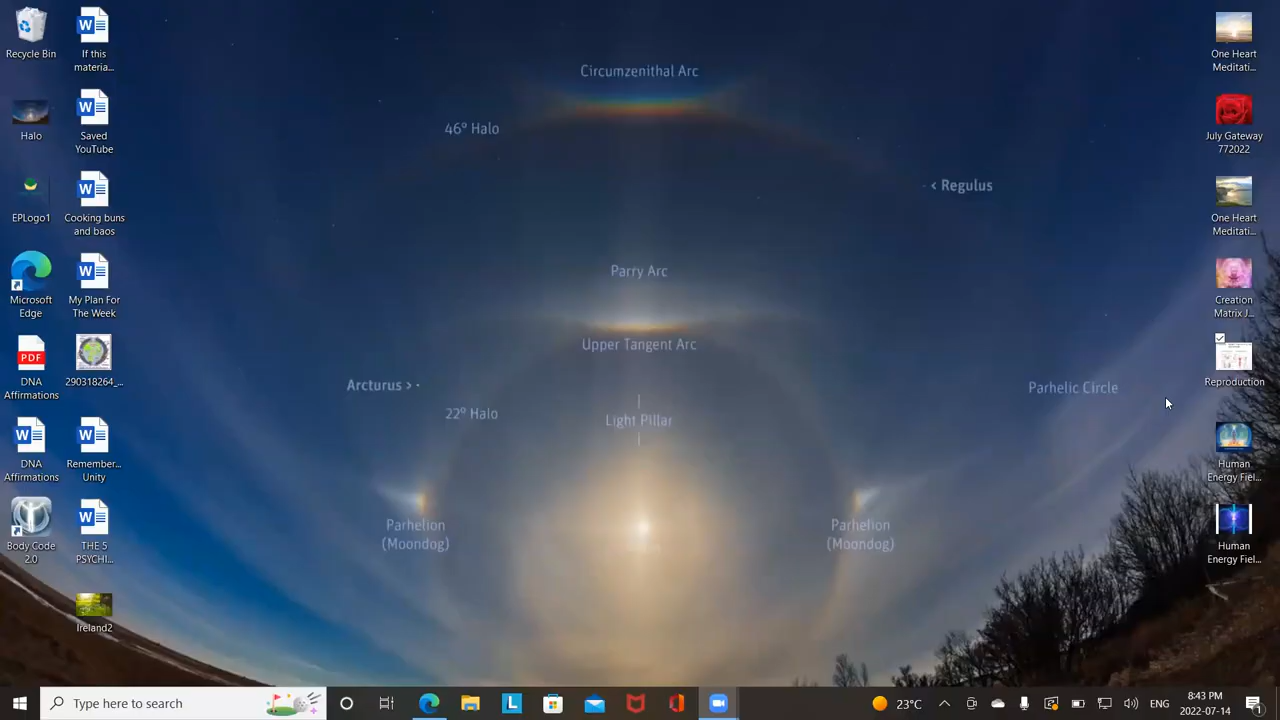 Recycle Bin
If this
materia...
Halo
Saved
YouTube
EPLogo1
Cooking buns
and baos
Microsoft
Edge
My Plan For
The Week
PDF
DNA
Affirmations
290318264_...
DNA
Affirmations
Remember...
Unity
Body Code
2.0
THE 5
PSYCHI...
Ireland2
Circumzenithal Arc
46º Halo
< Regulus
Parry Arc
Upper Tangent Arc
Arcturus >
22º Halo
Light Pillar
Parhelic Circle
Parhelion
(Moondog)
Parhelion
(Moondog)
One Heart
Meditati...
July Gateway
772022
One Heart
Meditati...
Creation
Matrix J...
Reproduction
Human
Energy Fiel...
Human
Energy Fiel...
Type here to search
L
23°C
ENG
8:43 PM
2022-07-14
1